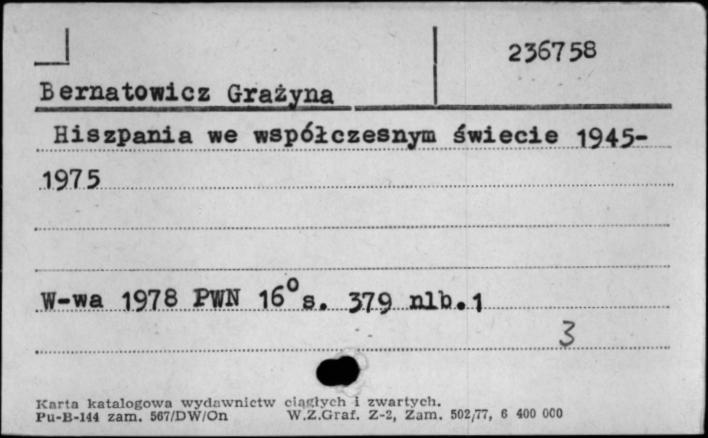 236758
Bernatowicz Grażyna
Hiszpania we współczesnym świecie 1945-
1975
W-wa 1978 PWN 16° s. 379 nlb.1
3
Karta katalogowa wydawnictw ciągłych i zwartych.
Pu-B-144 zam. 567/DW/On W.Z.Graf. Z-2, Zam. 502/77, 6 400 000